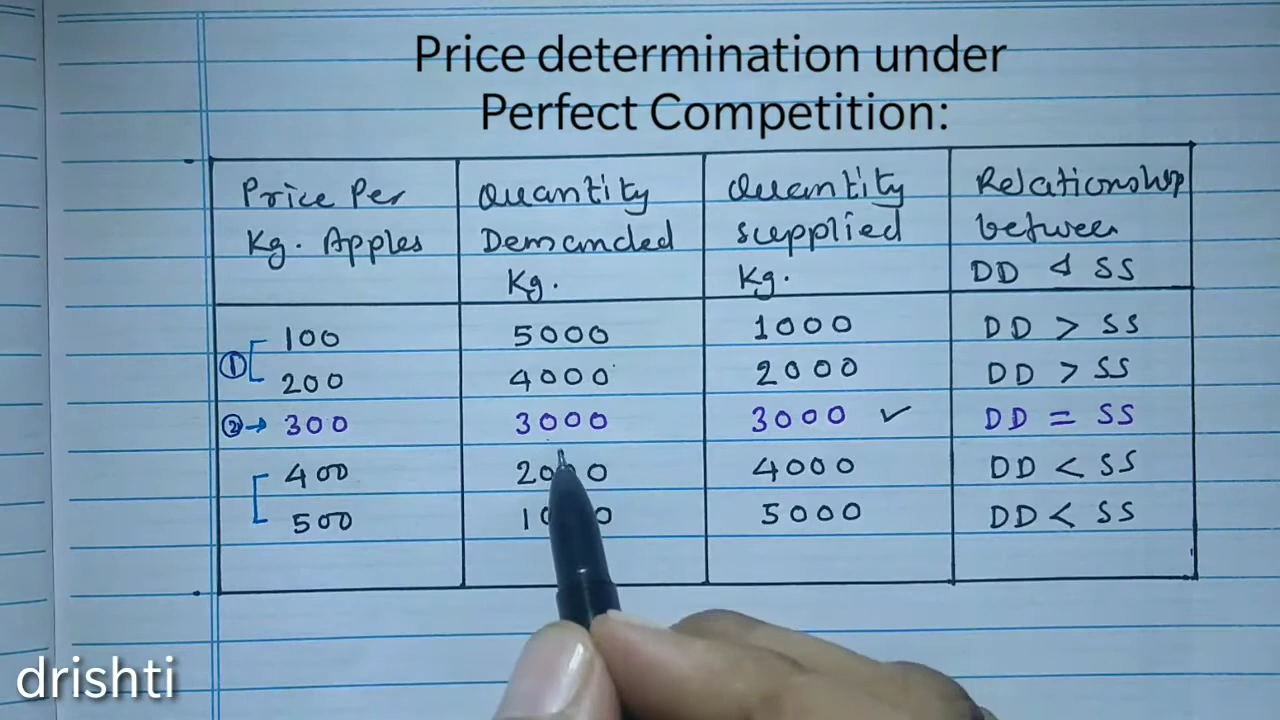 Price determination under
Perfect Competition:
Price Per
Kg. Apples
Quantity
Demanded
Kg.
Quantity
supplied
Kg.
Relationship
between
DD & SS
100 5000 1000 DD > SS
① 200 4000 2000 DD > SS
② → 300 3000 3000 ✓ DD = SS
400 4000 DD < SS
500 5000 DD < SS
drishti